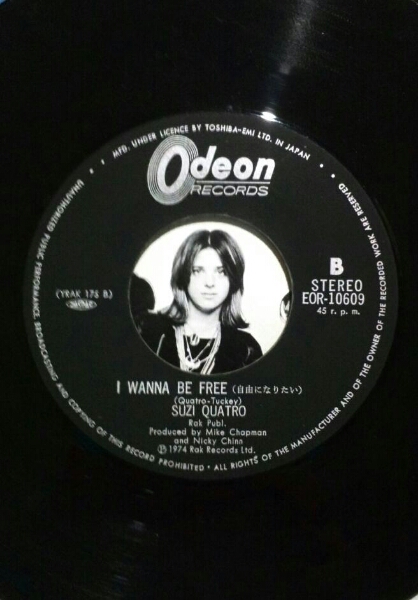 MFD. UNDER LICENCE BY TOSHIBA-EMI LTD. IN JAPAN
Odeon
RECORDS
B
STEREO
EOR-10609
45 r. p. m.
(YRAK 175 B)
I WANNA BE FREE (自由になりたい)
(Quatro-Tuckey)
SUZI QUATRO
Rak Publ.
Produced by Mike Chapman
and Nicky Chinn
Ⓟ 1974 Rak Records Ltd.
UNAUTHORIZED PUBLIC PERFORMANCE, BROADCASTING AND COPYING OF THIS RECORD PROHIBITED • ALL RIGHTS OF THE MANUFACTURER AND OF THE OWNER OF THE RECORDED WORK ARE RESERVED